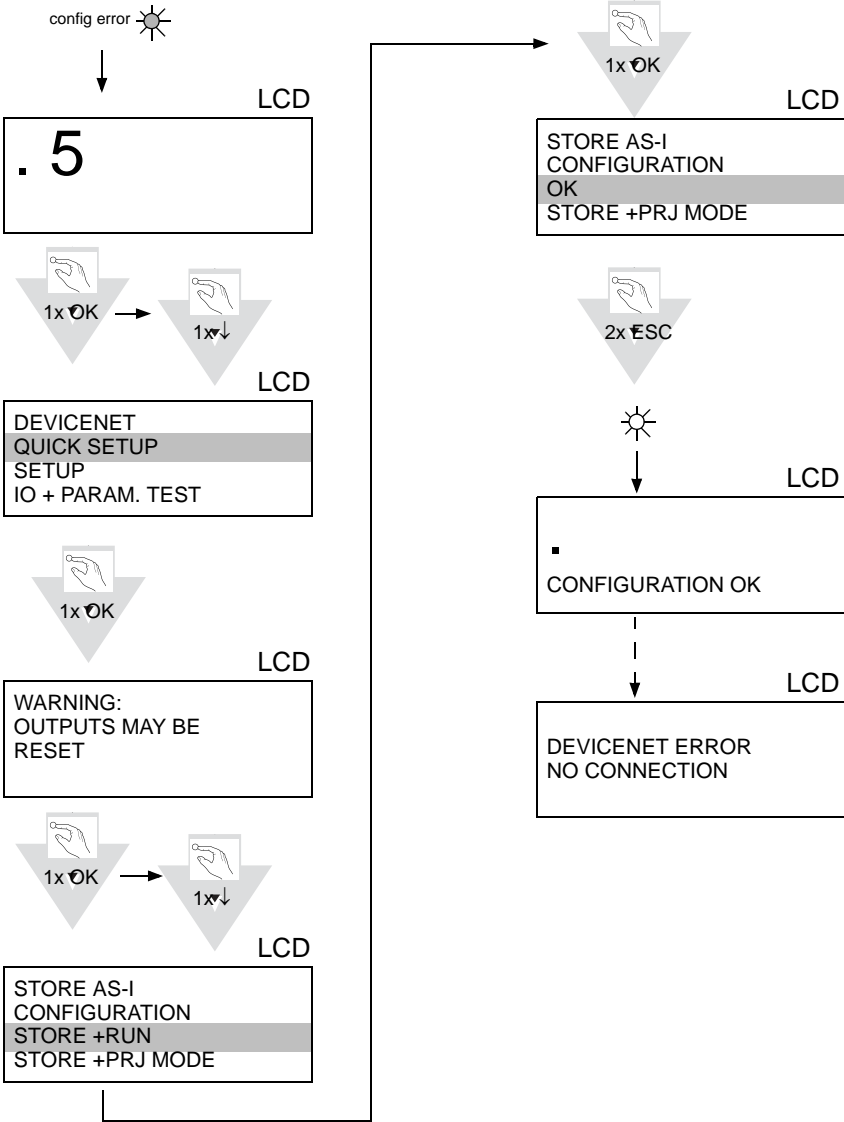 config error
LCD
. 5
1x OK
1x ↓
LCD
DEVICENET
QUICK SETUP
SETUP
IO + PARAM. TEST
1x OK
LCD
WARNING:
OUTPUTS MAY BE
RESET
1x OK
1x ↓
LCD
STORE AS-I
CONFIGURATION
STORE +RUN
STORE +PRJ MODE
1x OK
LCD
STORE AS-I
CONFIGURATION
OK
STORE +PRJ MODE
2x ESC
LCD
.
CONFIGURATION OK
LCD
DEVICENET ERROR
NO CONNECTION